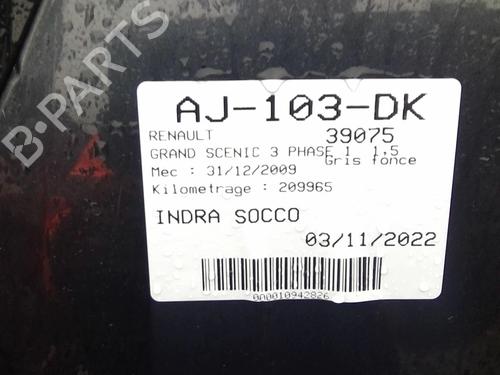 B-PARTS
AJ-103-DK
RENAULT 39075
GRAND SCENIC 3 PHASE 1 1.5
Gris fonce
Mec : 31/12/2009
Kilometrage : 209965
INDRA SOCCO
03/11/2022
0A00010942826